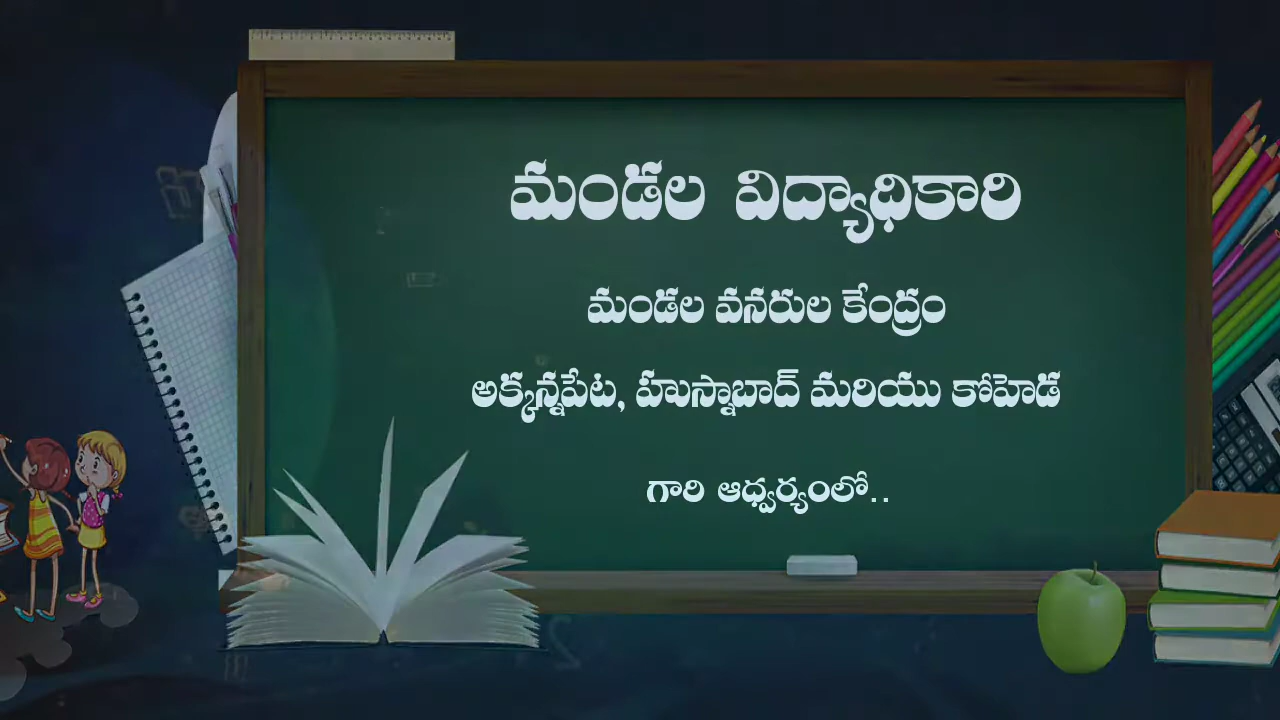 మండల విద్యాధికారి
మండల వనరుల కేంద్రం
అక్కన్నపేట, హుస్నాబాద్ మరియు కోహెడ
గారి ఆధ్వర్యంలో..